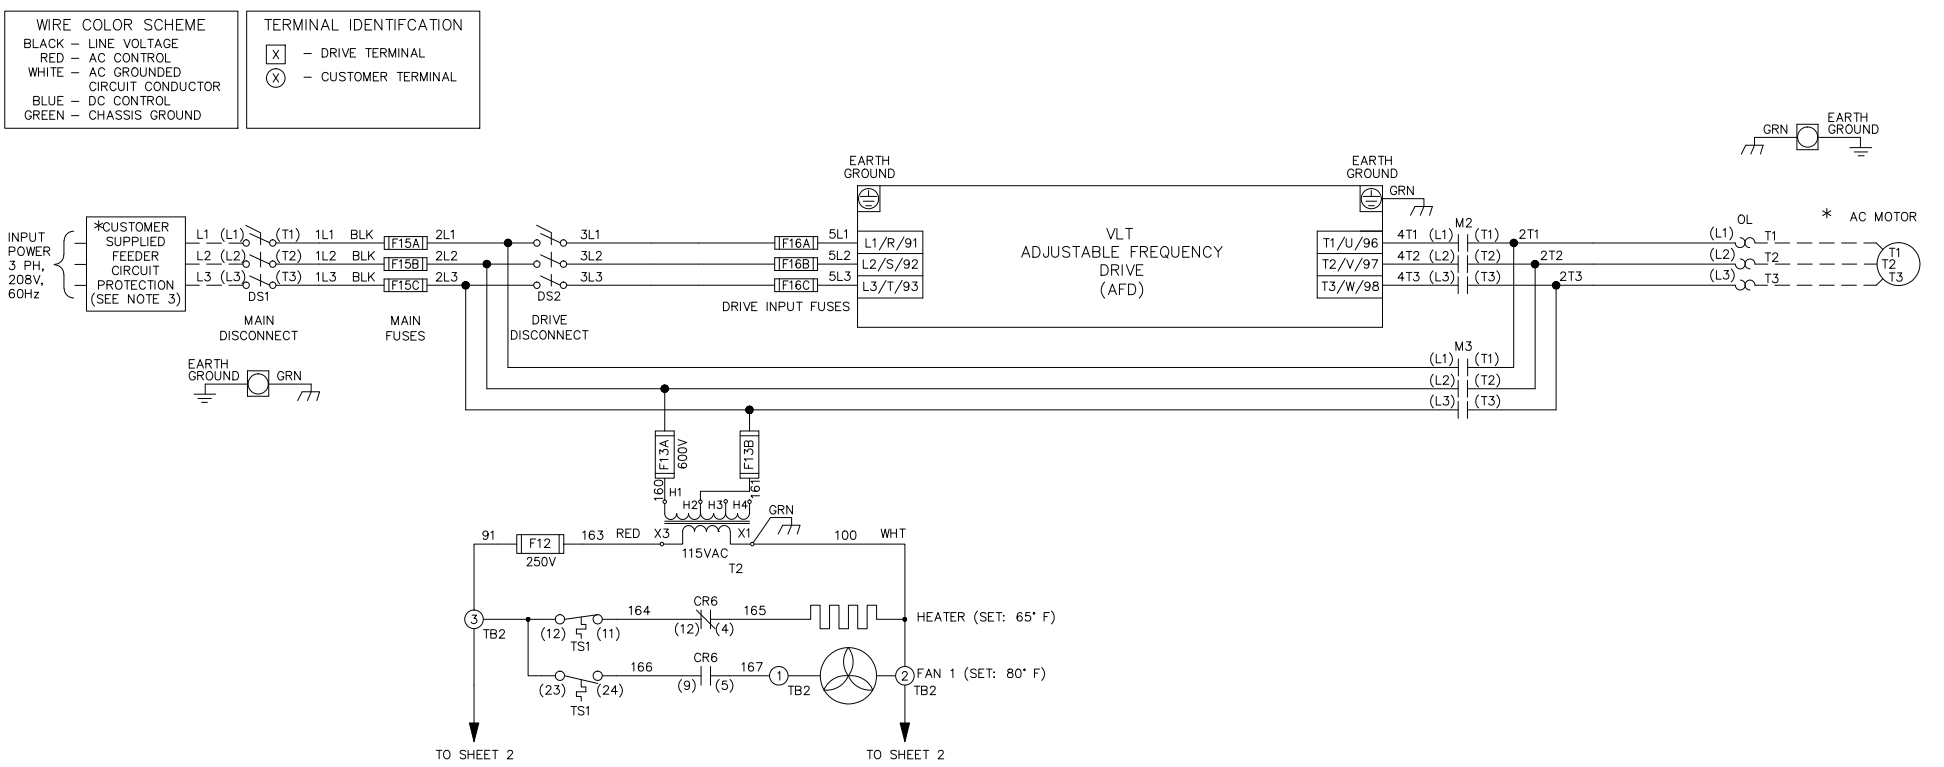 WIRE COLOR SCHEME
BLACK – LINE VOLTAGE
RED – AC CONTROL
WHITE – AC GROUNDED
CIRCUIT CONDUCTOR
BLUE – DC CONTROL
GREEN – CHASSIS GROUND
TERMINAL IDENTIFCATION
X – DRIVE TERMINAL
X – CUSTOMER TERMINAL
GRN
EARTH
GROUND
EARTH
GROUND
EARTH
GROUND
GRN
INPUT
POWER
3 PH,
208V,
60Hz
*CUSTOMER
SUPPLIED
FEEDER
CIRCUIT
PROTECTION
(SEE NOTE 3)
L1 (L1) (T1) 1L1 BLK F15A 2L1 3L1 F16A 5L1 L1/R/91
L2 (L2) (T2) 1L2 BLK F15B 2L2 3L2 F16B 5L2 L2/S/92
L3 (L3) (T3) 1L3 BLK F15C 2L3 3L3 F16C 5L3 L3/T/93
DS1
MAIN
DISCONNECT
MAIN
FUSES
DS2
DRIVE
DISCONNECT
DRIVE INPUT FUSES
VLT
ADJUSTABLE FREQUENCY
DRIVE
(AFD)
M2
OL
* AC MOTOR
T1/U/96 4T1 (L1) (T1) 2T1 (L1) T1 T1
T2/V/97 4T2 (L2) (T2) 2T2 (L2) T2 T2
T3/W/98 4T3 (L3) (T3) 2T3 (L3) T3 T3
M3
(L1) (T1)
(L2) (T2)
(L3) (T3)
EARTH
GROUND GRN
F13A
600V
F13B
160
161
H1 H2 H3 H4
GRN
91 F12 163 RED X3 X1 100 WHT
250V
115VAC
T2
3
TB2
(12) (11)
TS1
164
CR6
(12) (4)
165
HEATER (SET: 65° F)
(23) (24)
TS1
166
CR6
(9) (5)
167
1
TB2
2
TB2
FAN 1 (SET: 80° F)
TO SHEET 2
TO SHEET 2